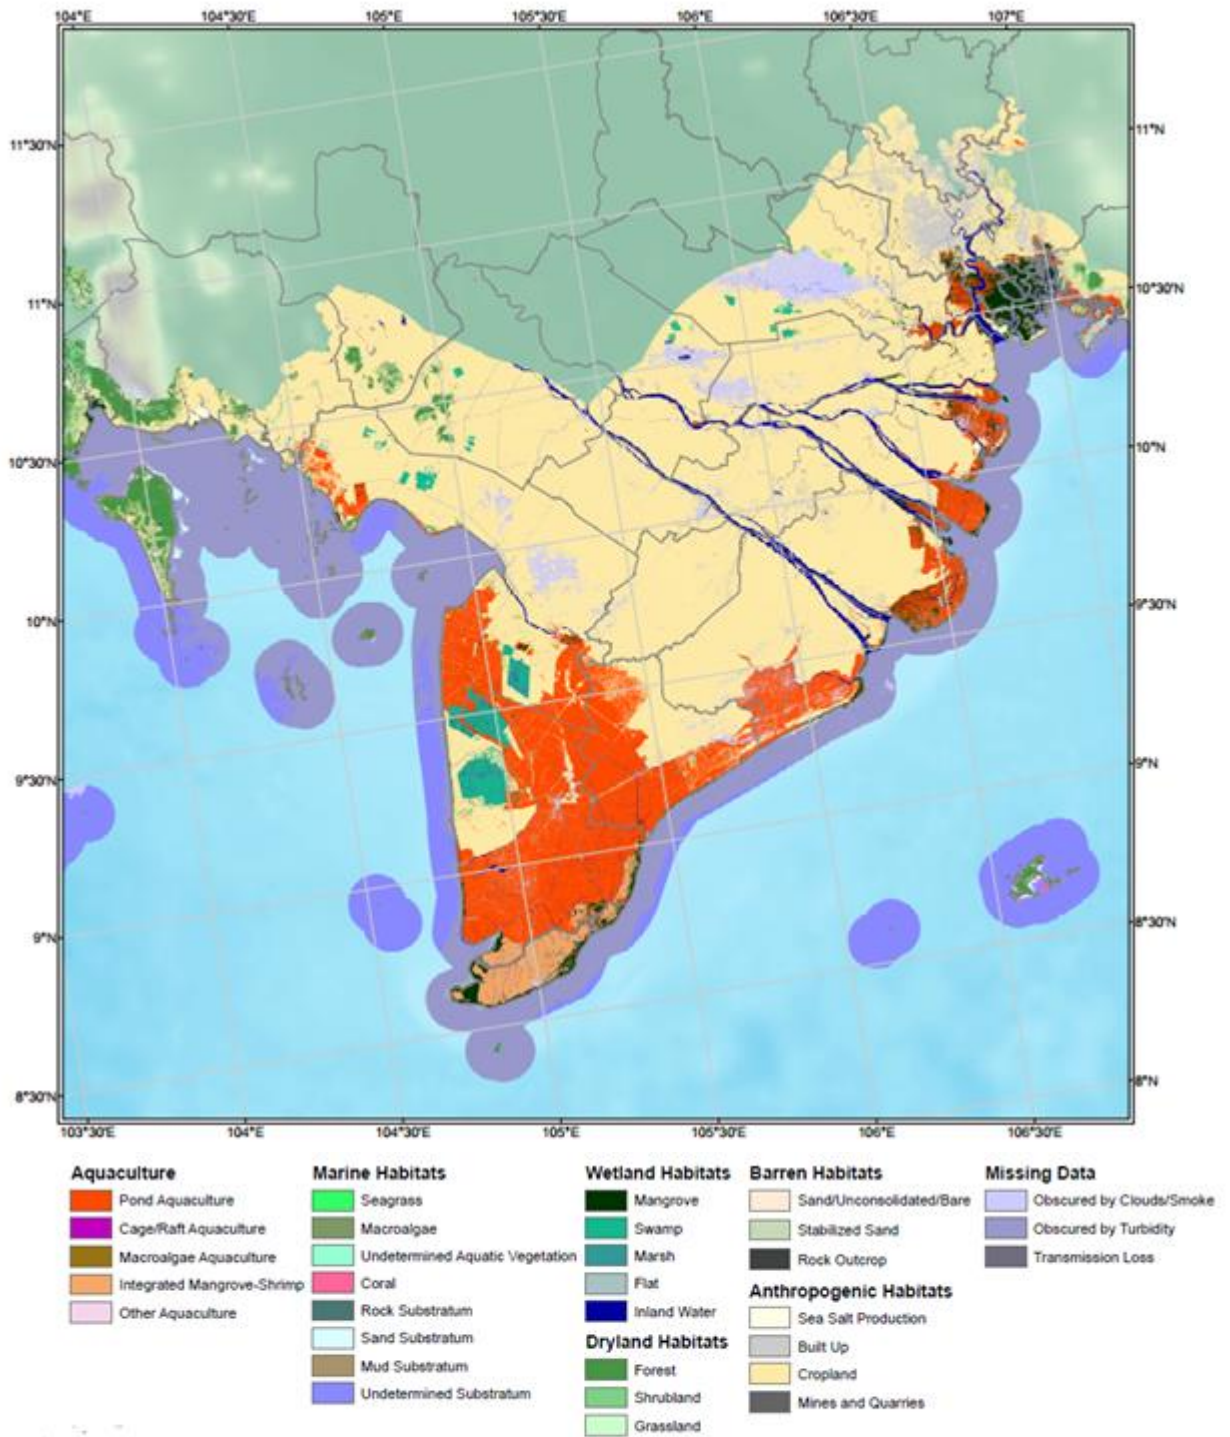 104°E 104°30'E 105°E 105°30'E 106°E 106°30'E 107°E
11°30'N
11°N
10°30'N
10°N
9°30'N
9°N
8°30'N
11°N
10°30'N
10°N
9°30'N
9°N
8°30'N
8°N
103°30'E 104°E 104°30'E 105°E 105°30'E 106°E 106°30'E
Aquaculture
Pond Aquaculture
Cage/Raft Aquaculture
Macroalgae Aquaculture
Integrated Mangrove-Shrimp
Other Aquaculture
Marine Habitats
Seagrass
Macroalgae
Undetermined Aquatic Vegetation
Coral
Rock Substratum
Sand Substratum
Mud Substratum
Undetermined Substratum
Wetland Habitats
Mangrove
Swamp
Marsh
Flat
Inland Water
Dryland Habitats
Forest
Shrubland
Grassland
Barren Habitats
Sand/Unconsolidated/Bare
Stabilized Sand
Rock Outcrop
Anthropogenic Habitats
Sea Salt Production
Built Up
Cropland
Mines and Quarries
Missing Data
Obscured by Clouds/Smoke
Obscured by Turbidity
Transmission Loss